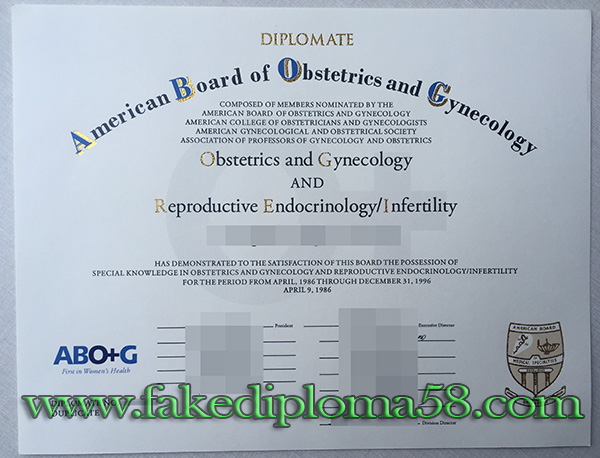 DIPLOMATE
American Board of Obstetrics and Gynecology
COMPOSED OF MEMBERS NOMINATED BY THE
AMERICAN BOARD OF OBSTETRICS AND GYNECOLOGY
AMERICAN COLLEGE OF OBSTETRICIANS AND GYNECOLOGISTS
AMERICAN GYNECOLOGICAL AND OBSTETRICAL SOCIETY
ASSOCIATION OF PROFESSORS OF GYNECOLOGY AND OBSTETRICS
Obstetrics and Gynecology
AND
Reproductive Endocrinology/Infertility
HAS DEMONSTRATED TO THE SATISFACTION OF THIS BOARD THE POSSESSION OF
SPECIAL KNOWLEDGE IN OBSTETRICS AND GYNECOLOGY AND REPRODUCTIVE ENDOCRINOLOGY/INFERTILITY
FOR THE PERIOD FROM APRIL, 1986 THROUGH DECEMBER 31, 1996
APRIL 9, 1986
President
Executive Director
ABO+G
First in Women's Health
AMERICAN BOARD
MEDICAL SPECIALTIES
www.fakediploma58.com
DUPLICATE
Division Director